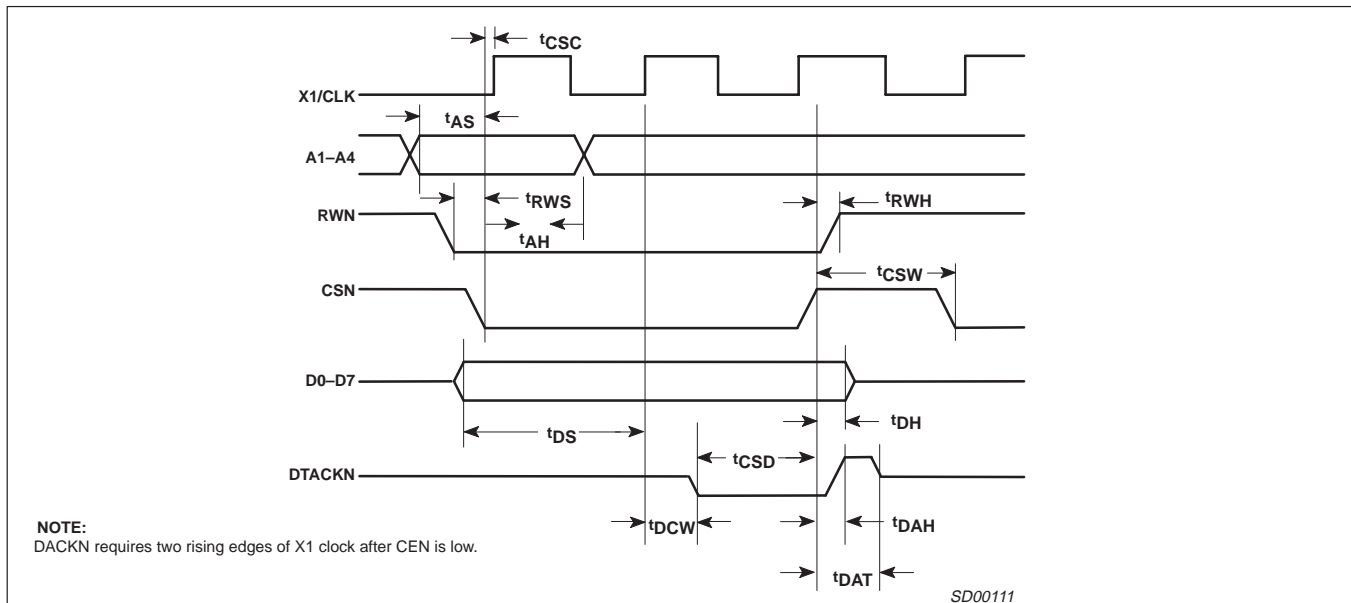 tCSC
X1/CLK
tAS
A1–A4
tRWS
tRWH
RWN
tAH
tCSW
CSN
D0–D7
tDH
tDS
tCSD
DTACKN
tDCW
tDAH
NOTE:
DACKN requires two rising edges of X1 clock after CEN is low.
tDAT
SD00111